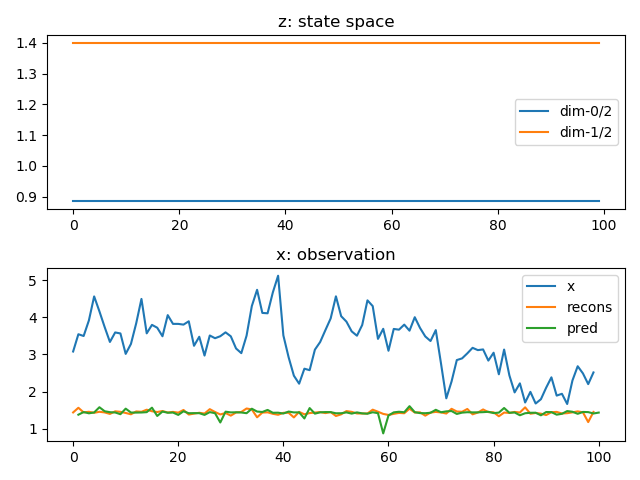 z: state space
1.4
1.3
1.2
1.1
1.0
0.9
dim-0/2
dim-1/2
0 20 40 60 80 100
x: observation
5
4
3
2
1
x
recons
pred
0 20 40 60 80 100